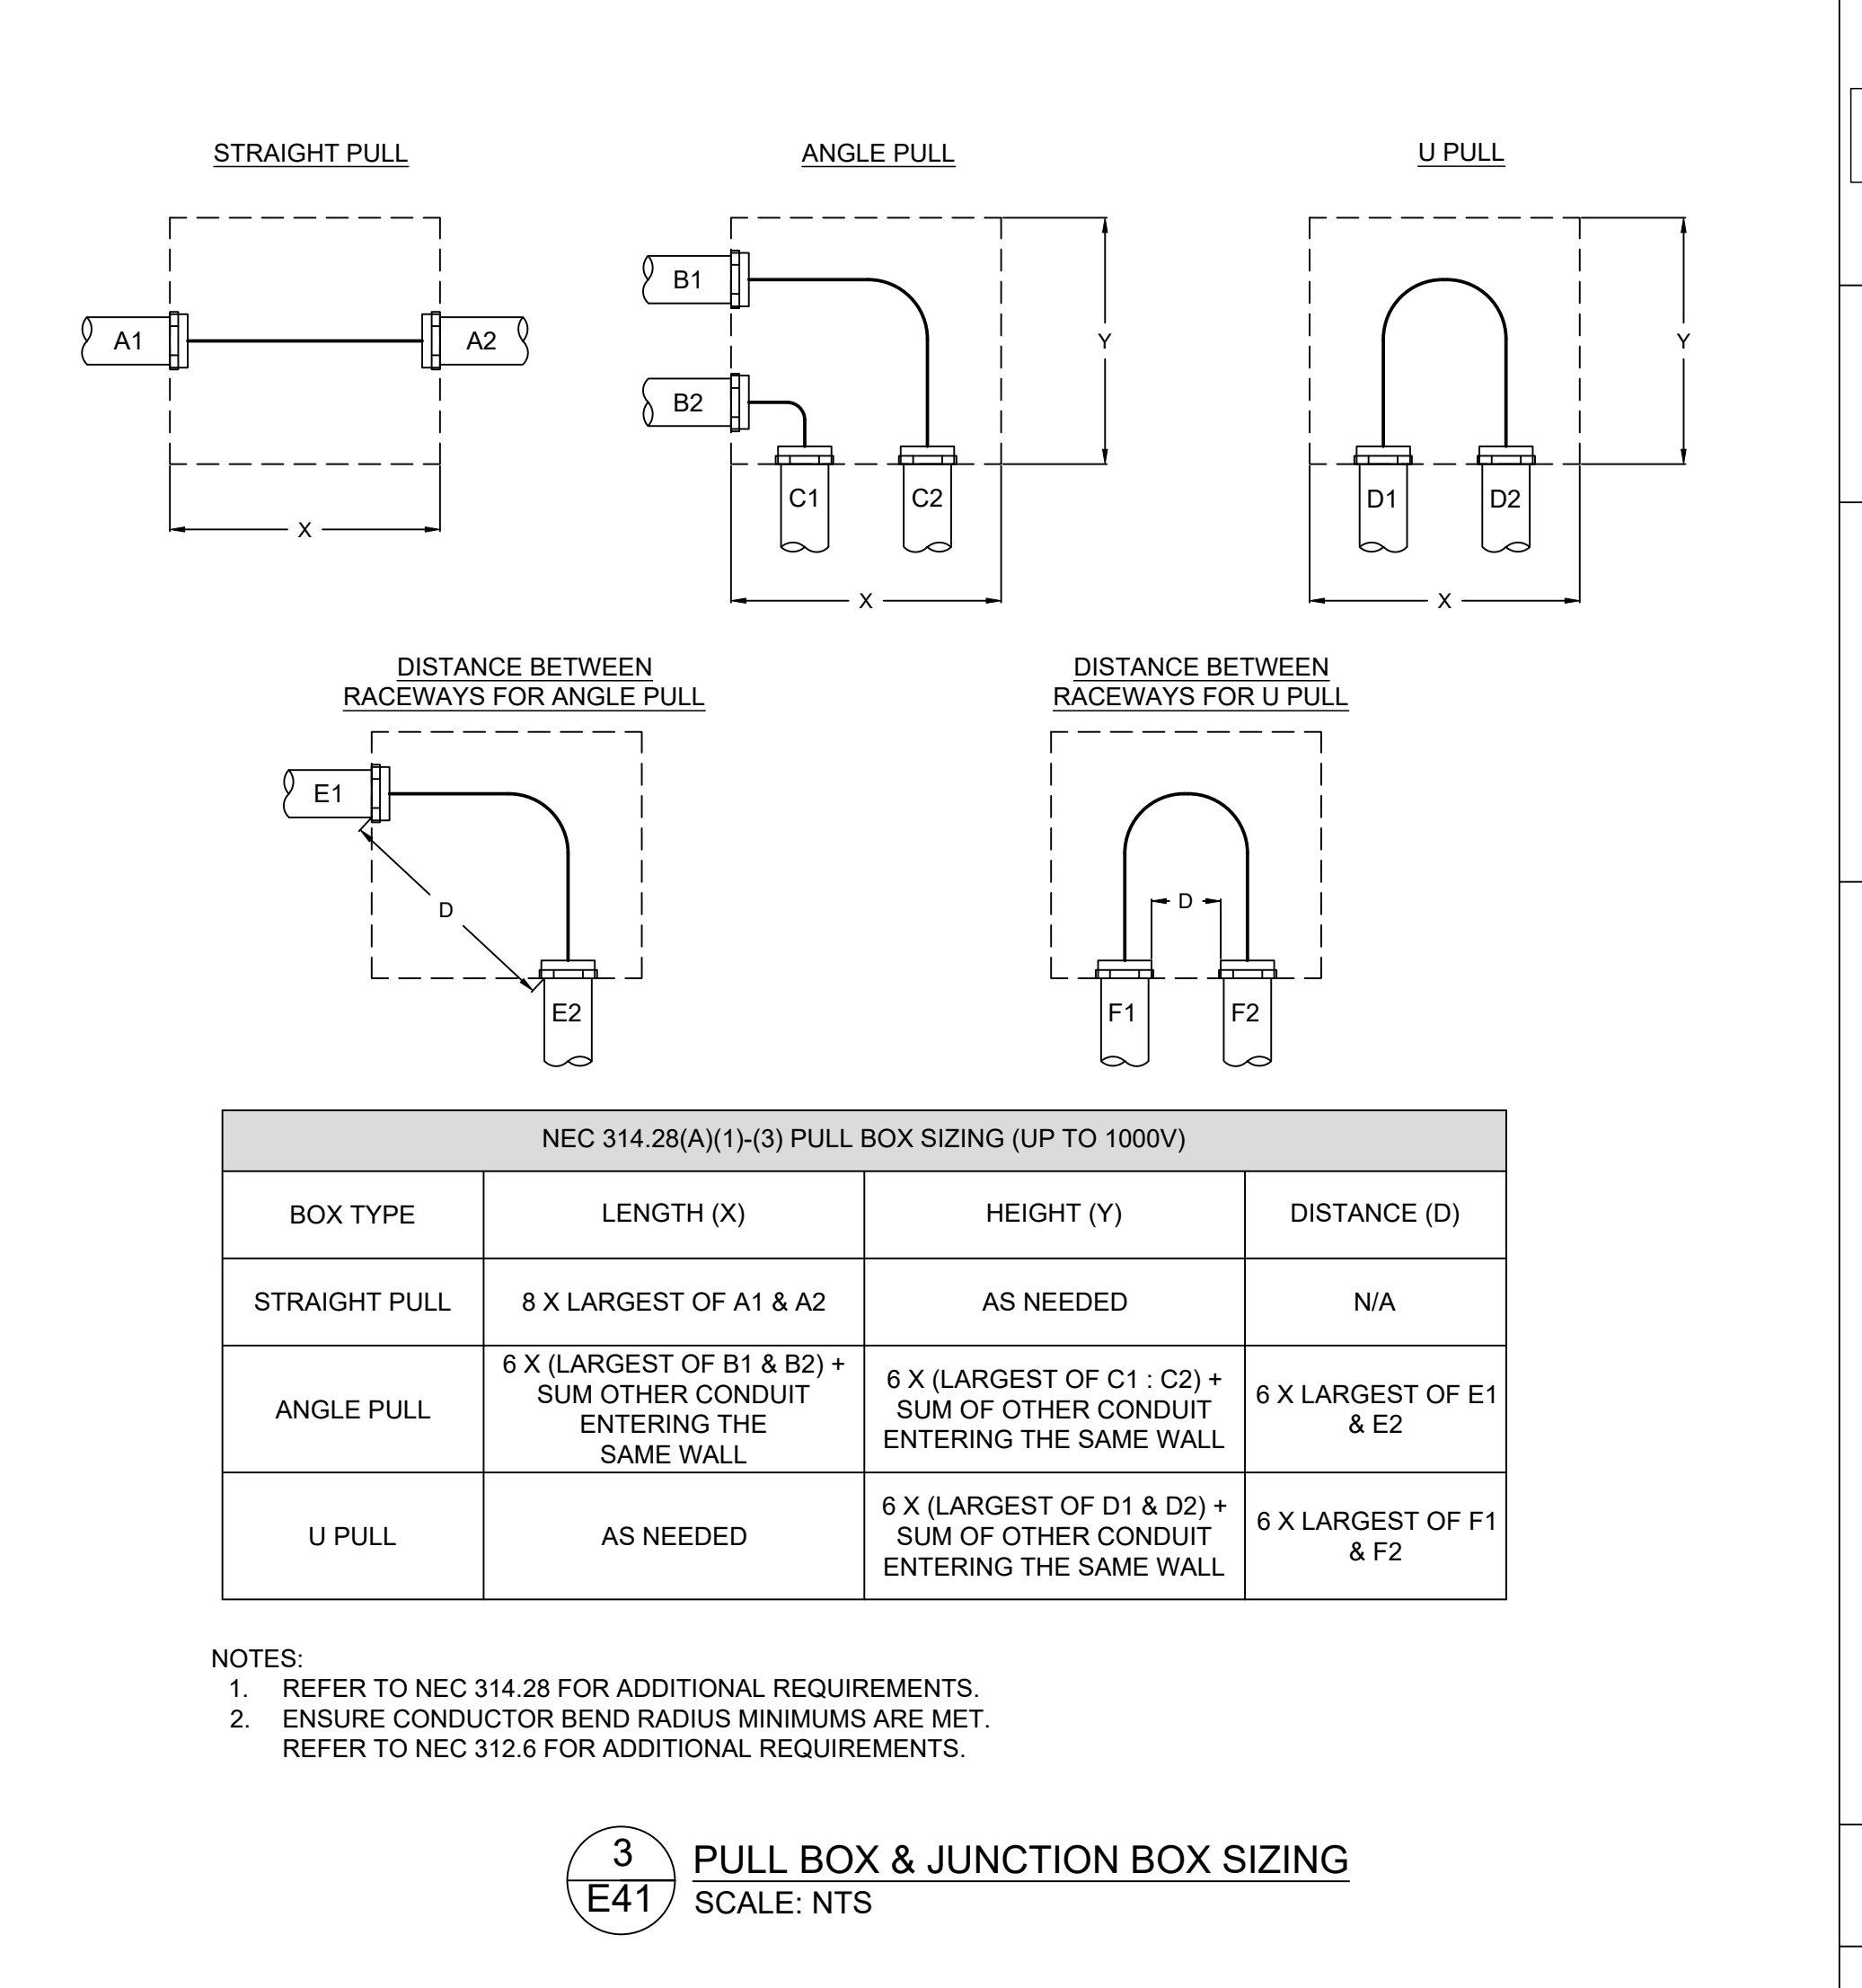 STRAIGHT PULL
ANGLE PULL
U PULL
A1
A2
X
B1
B2
C1
C2
Y
X
D1
D2
Y
X
DISTANCE BETWEEN
RACEWAYS FOR ANGLE PULL
E1
D
E2
DISTANCE BETWEEN
RACEWAYS FOR U PULL
D
F1
F2
NEC 314.28(A)(1)-(3) PULL BOX SIZING (UP TO 1000V)
BOX TYPE
LENGTH (X)
HEIGHT (Y)
DISTANCE (D)
STRAIGHT PULL
8 X LARGEST OF A1 & A2
AS NEEDED
N/A
ANGLE PULL
6 X (LARGEST OF B1 & B2) +
SUM OTHER CONDUIT
ENTERING THE
SAME WALL
6 X (LARGEST OF C1 : C2) +
SUM OF OTHER CONDUIT
ENTERING THE SAME WALL
6 X LARGEST OF E1
& E2
U PULL
AS NEEDED
6 X (LARGEST OF D1 & D2) +
SUM OF OTHER CONDUIT
ENTERING THE SAME WALL
6 X LARGEST OF F1
& F2
NOTES:
1. REFER TO NEC 314.28 FOR ADDITIONAL REQUIREMENTS.
2. ENSURE CONDUCTOR BEND RADIUS MINIMUMS ARE MET.
REFER TO NEC 312.6 FOR ADDITIONAL REQUIREMENTS.
3
E41
PULL BOX & JUNCTION BOX SIZING
SCALE: NTS